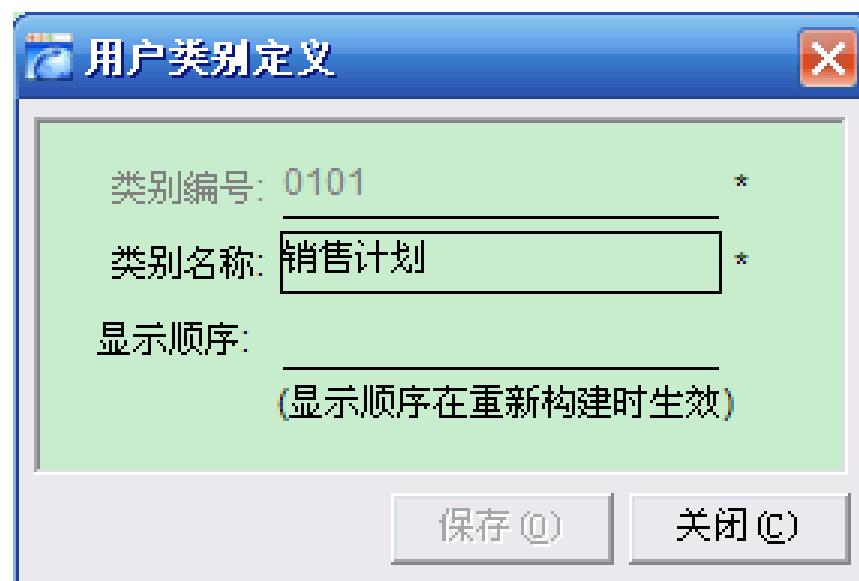 用户类别定义
类别编号: 0101 *
类别名称: 销售计划 *
显示顺序:
(显示顺序在重新构建时生效)
保存(O) 关闭(C)